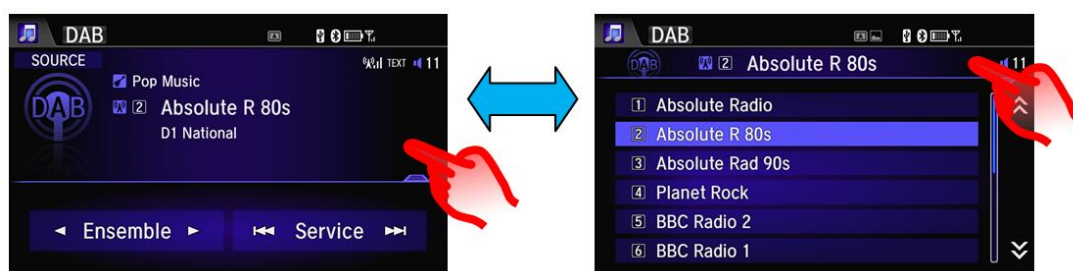 DAB
SOURCE
TEXT 11
Pop Music
DAB
2 Absolute R 80s
D1 National
◄ Ensemble ►
⏮ Service ⏭
DAB
DAB 2 Absolute R 80s 11
1 Absolute Radio
2 Absolute R 80s
3 Absolute Rad 90s
4 Planet Rock
5 BBC Radio 2
6 BBC Radio 1